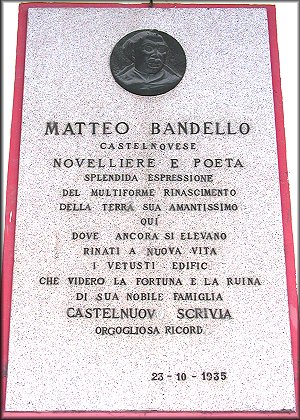 MATTEO BANDELLO
CASTELNOVESE
NOVELLIERE E POETA
SPLENDIDA ESPRESSIONE
DEL MULTIFORME RINASCIMENTO
DELLA TERRA SUA AMANTISSIMO
QUI
DOVE ANCORA SI ELEVANO
RINATI A NUOVA VITA
I VETUSTI EDIFIC
CHE VIDERO LA FORTUNA E LA RUINA
DI SUA NOBILE FAMIGLIA
CASTELNUOV SCRIVIA
ORGOGLIOSA RICORD
23-10-1935